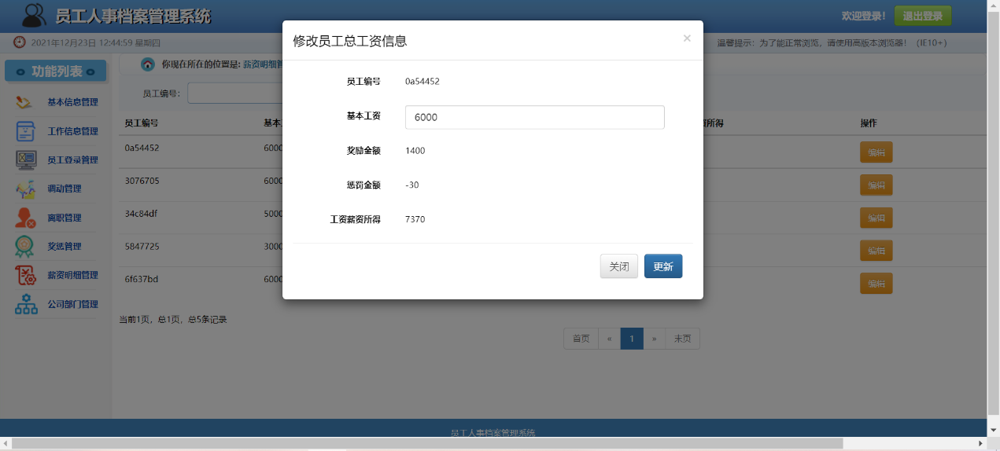 员工人事档案管理系统
欢迎登录！ 退出登录
2021年12月23日 12:44:59 星期四
温馨提示：为了能正常浏览，请使用高版本浏览器！（IE10+）
功能列表
基本信息管理
工作信息管理
员工登录管理
调动管理
离职管理
奖惩管理
薪资明细管理
公司部门管理
你现在所在的位置是: 薪资明细管
员工编号：
员工编号 基本 所得 操作
0a54452 6000 编辑
3076705 6000 编辑
34c84df 5000 编辑
5847725 3000 编辑
6f637bd 6000 编辑
当前1页，总1页，总5条记录
首页 « 1 » 末页
修改员工总工资信息 ×
员工编号 0a54452
基本工资 6000
奖励金额 1400
惩罚金额 -30
工资薪资所得 7370
关闭 更新
员工人事档案管理系统